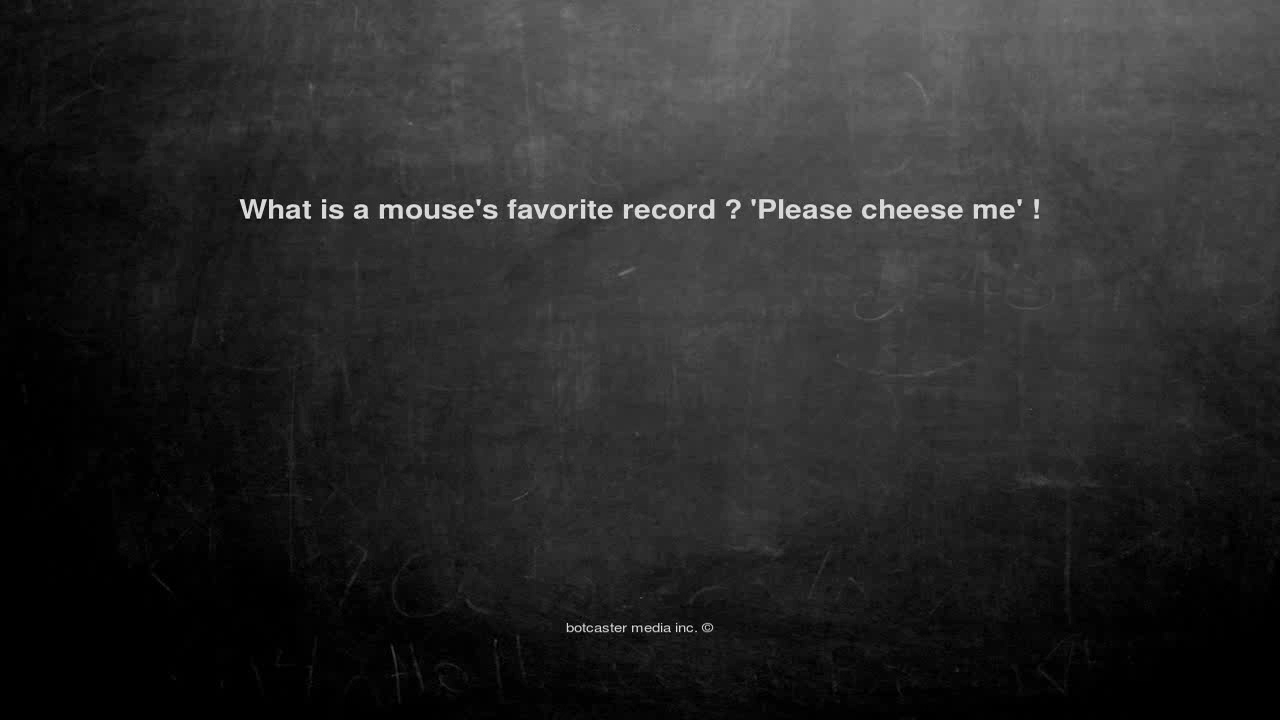 What is a mouse's favorite record ? 'Please cheese me' !
botcaster media inc. ©